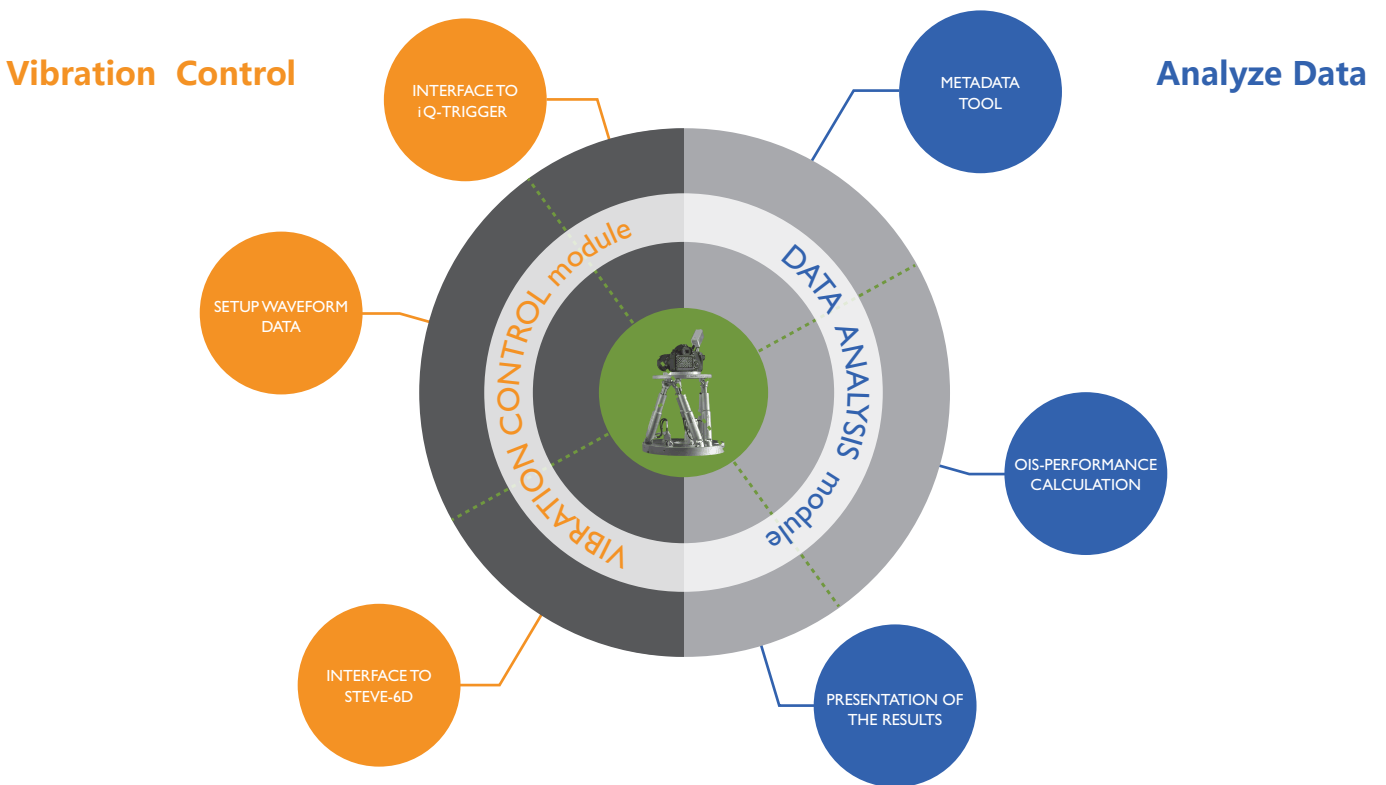 Vibration Control
Analyze Data
INTERFACE TO
iQ-TRIGGER
METADATA
TOOL
SETUP WAVEFORM
DATA
VIBRATION CONTROL module
DATA ANALYSIS module
OIS-PERFORMANCE
CALCULATION
INTERFACE TO
STEVE-6D
PRESENTATION OF
THE RESULTS